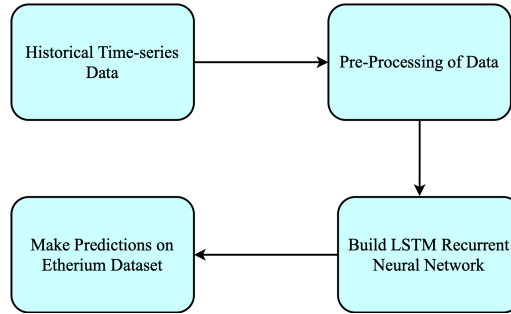 Historical Time-series
Data
Pre-Processing of Data
Build LSTM Recurrent
Neural Network
Make Predictions on
Etherium Dataset